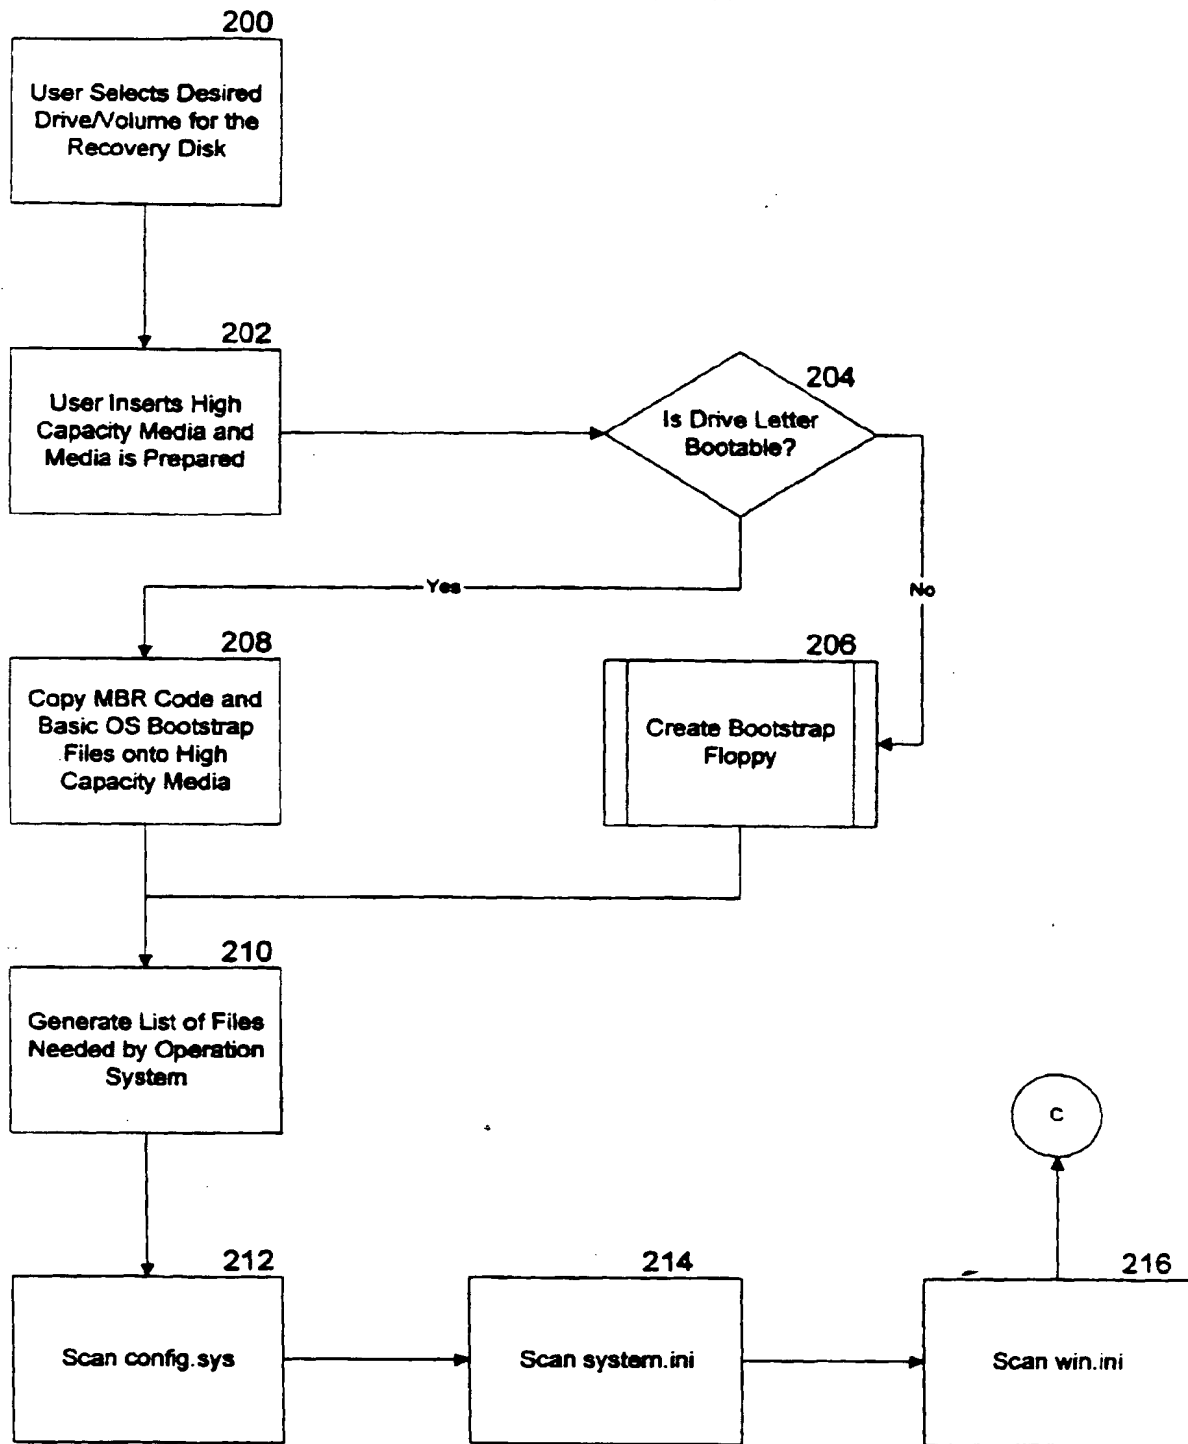 200
User Selects Desired
Drive/Volume for the
Recovery Disk
202
User Inserts High
Capacity Media and
Media is Prepared
204
Is Drive Letter
Bootable?
Yes
No
208
Copy MBR Code and
Basic OS Bootstrap
Files onto High
Capacity Media
206
Create Bootstrap
Floppy
210
Generate List of Files
Needed by Operation
System
C
212
Scan config.sys
214
Scan system.ini
216
Scan win.ini